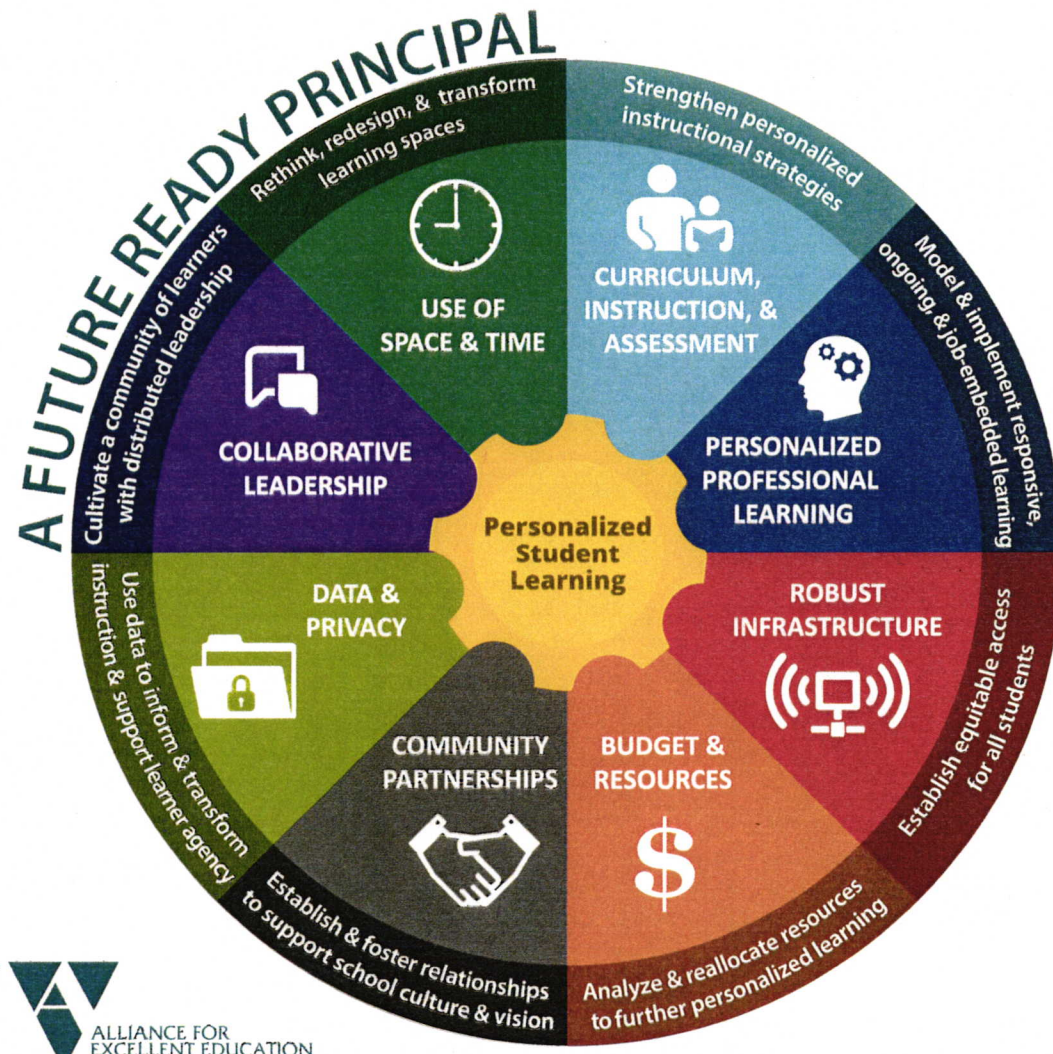 A FUTURE READY PRINCIPAL
Rethink, redesign, & transform
learning spaces
USE OF
SPACE & TIME
Strengthen personalized
instructional strategies
CURRICULUM,
INSTRUCTION, &
ASSESSMENT
Model & implement responsive,
ongoing, & job-embedded learning
PERSONALIZED
PROFESSIONAL
LEARNING
Establish equitable access
for all students
ROBUST
INFRASTRUCTURE
Analyze & reallocate resources
to further personalized learning
BUDGET &
RESOURCES
$
Establish & foster relationships
to support school culture & vision
COMMUNITY
PARTNERSHIPS
Use data to inform & transform
instruction & support learner agency
DATA &
PRIVACY
Cultivate a community of learners
with distributed leadership
COLLABORATIVE
LEADERSHIP
Personalized
Student
Learning
A
ALLIANCE FOR
EXCELLENT EDUCATION